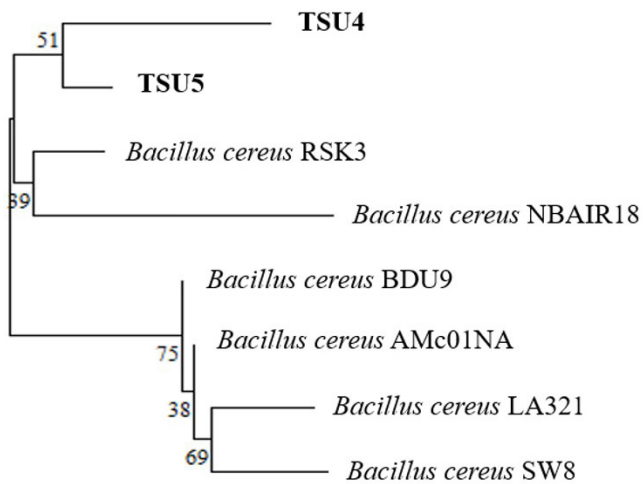 TSU4
51
TSU5
Bacillus cereus RSK3
39
Bacillus cereus NBAIR18
Bacillus cereus BDU9
Bacillus cereus AMc01NA
75
Bacillus cereus LA321
38
69
Bacillus cereus SW8